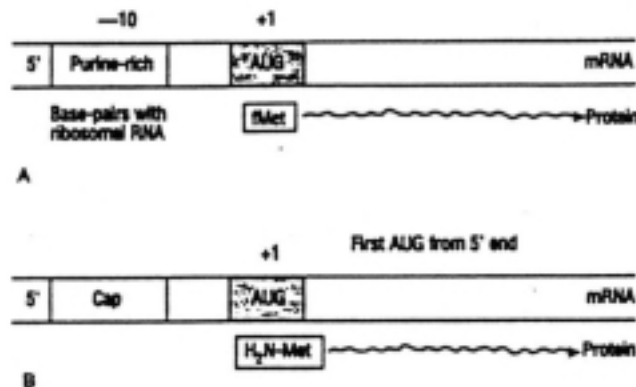 —10 +1
5' Purine-rich AUG mRNA
Base-pairs with fMet Protein
ribosomal RNA
A
First AUG from 5' end
+1
5' Cap AUG mRNA
H₂N-Met Protein
B